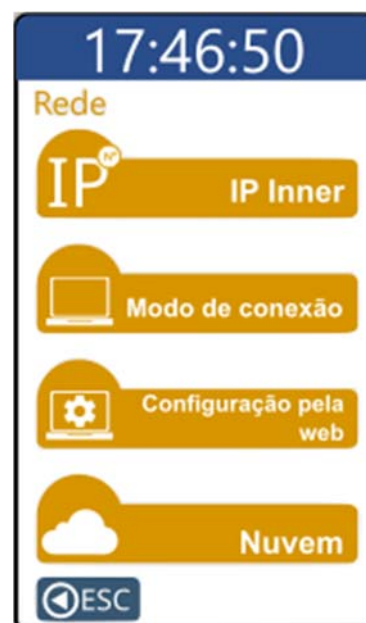 17:46:50
Rede
IP Nº
IP Inner
Modo de conexão
Configuração pela
web
Nuvem
ESC